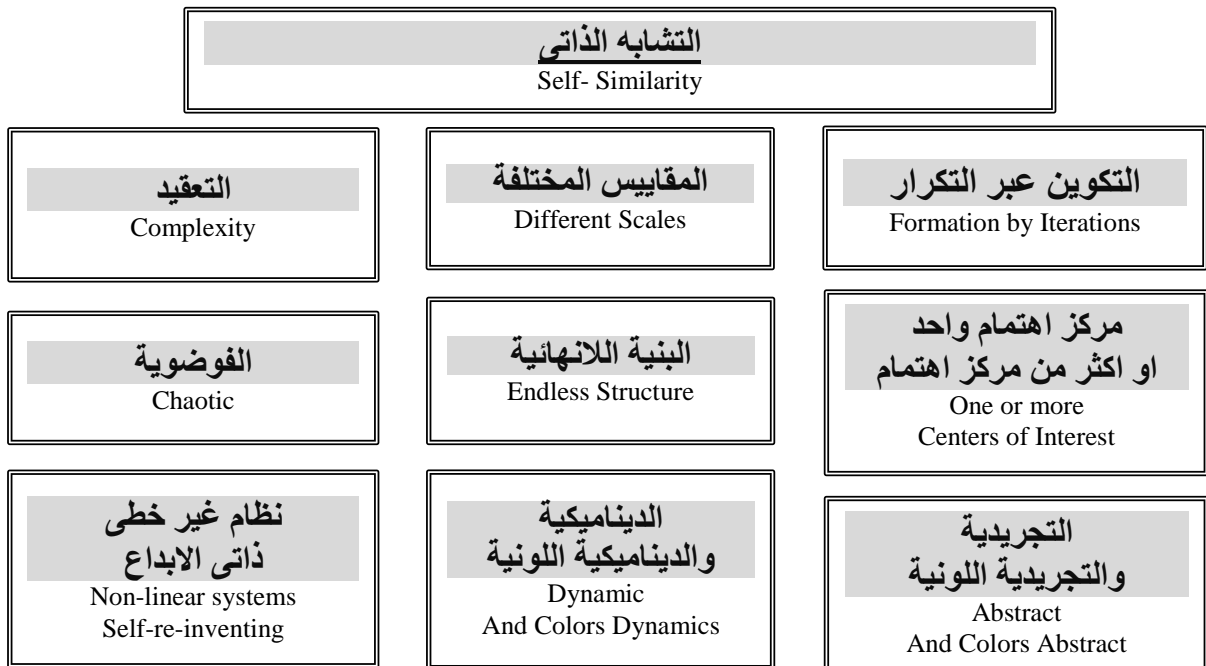 التشابه الذاتى
Self- Similarity
التكوين عبر التكرار
Formation by Iterations
المقاييس المختلفة
Different Scales
التعقيد
Complexity
مركز اهتمام واحد
او اكثر من مركز اهتمام
One or more
Centers of Interest
البنية اللانهائية
Endless Structure
الفوضوية
Chaotic
التجريدية
والتجريدية اللونية
Abstract
And Colors Abstract
الديناميكية
والديناميكية اللونية
Dynamic
And Colors Dynamics
نظام غير خطى
ذاتى الابداع
Non-linear systems
Self-re-inventing